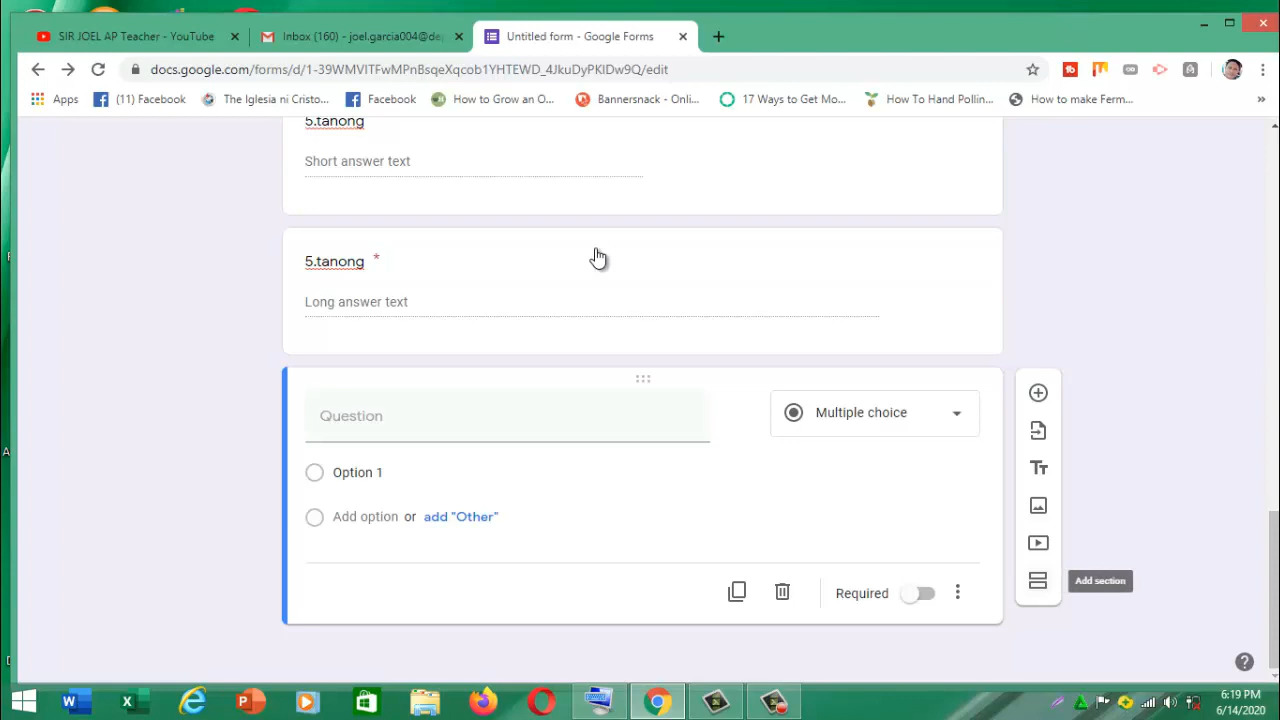 SIR JOEL AP Teacher - YouTube
Inbox (160) - joel.garcia004@de
Untitled form - Google Forms
docs.google.com/forms/d/1-39WMVITFwMPnBsqeXqcob1YHTEWD_4JkuDyPKlDw9Q/edit
Apps
(11) Facebook
The Iglesia ni Cristo...
Facebook
How to Grow an O...
Bannersnack - Onli...
17 Ways to Get Mo...
How To Hand Pollin...
How to make Ferm...
5.tanong
Short answer text
5.tanong *
Long answer text
Question
Multiple choice
Option 1
Add option or add "Other"
Add section
Required
6:19 PM
6/14/2020